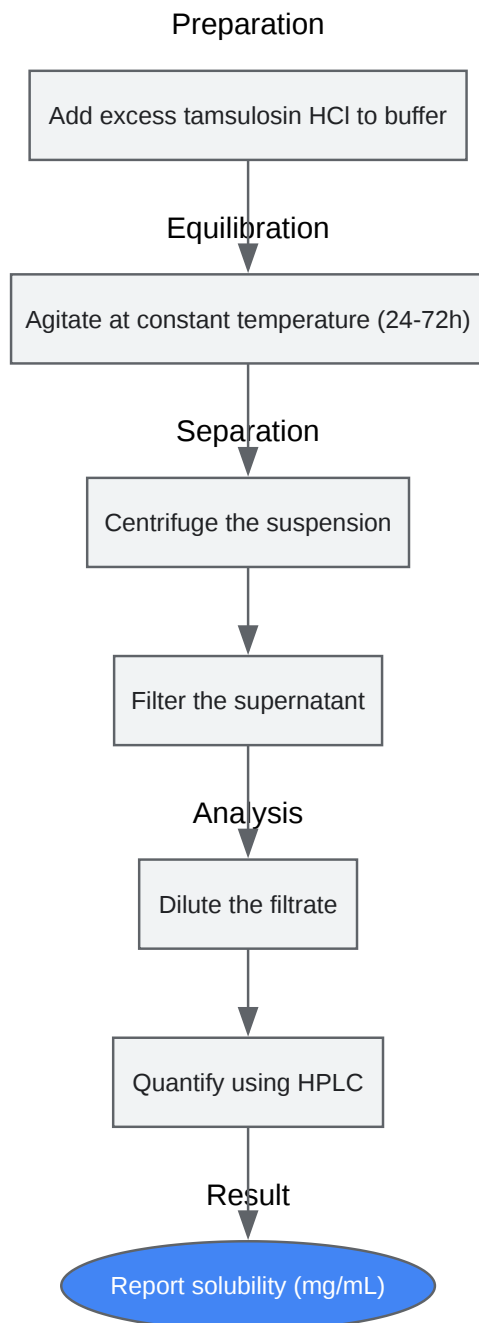 Preparation
Add excess tamsulosin HCl to buffer
Equilibration
Agitate at constant temperature (24-72h)
Separation
Centrifuge the suspension
Filter the supernatant
Analysis
Dilute the filtrate
Quantify using HPLC
Result
Report solubility (mg/mL)